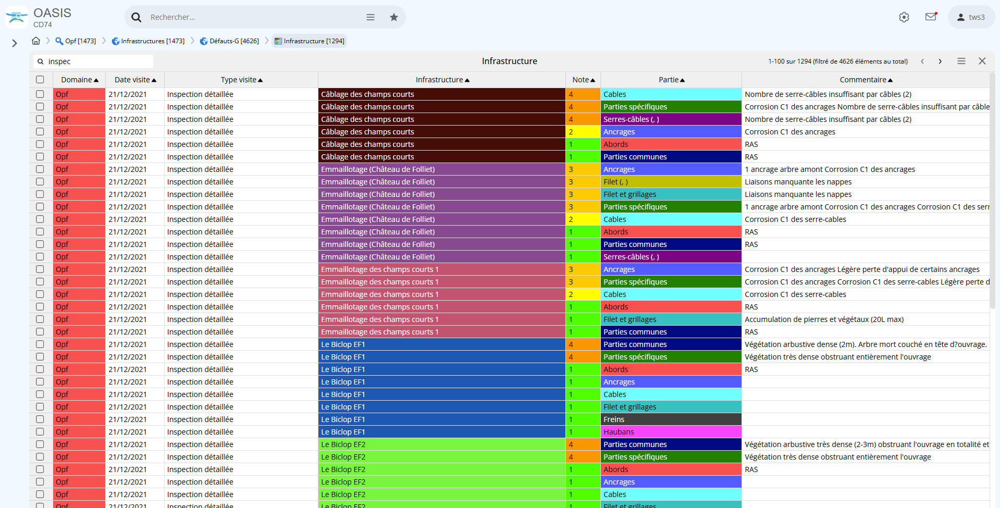 OASIS
CD74
Rechercher...
tws3
Opf [1473] Infrastructures [1473] Défauts-G [4626] Infrastructure [1294]
inspec Infrastructure 1-100 sur 1294 (filtré de 4626 éléments au total)
Domaine Date visite Type visite Infrastructure Note Partie Commentaire
Opf 21/12/2021 Inspection détaillée Câblage des champs courts 4 Cables Nombre de serre-câbles insuffisant par câbles (2)
Opf 21/12/2021 Inspection détaillée Câblage des champs courts 4 Parties spécifiques Corrosion C1 des ancrages Nombre de serre-câbles insuffisant par câble
Opf 21/12/2021 Inspection détaillée Câblage des champs courts 4 Serres-câbles (, ) Nombre de serre-câbles insuffisant par câbles (2)
Opf 21/12/2021 Inspection détaillée Câblage des champs courts 2 Ancrages Corrosion C1 des ancrages
Opf 21/12/2021 Inspection détaillée Câblage des champs courts 1 Abords RAS
Opf 21/12/2021 Inspection détaillée Câblage des champs courts 1 Parties communes RAS
Opf 21/12/2021 Inspection détaillée Emmaillotage (Château de Folliet) 3 Ancrages 1 ancrage arbre amont Corrosion C1 des ancrages
Opf 21/12/2021 Inspection détaillée Emmaillotage (Château de Folliet) 3 Filet (, ) Liaisons manquante les nappes
Opf 21/12/2021 Inspection détaillée Emmaillotage (Château de Folliet) 3 Filet et grillages Liaisons manquante les nappes
Opf 21/12/2021 Inspection détaillée Emmaillotage (Château de Folliet) 3 Parties spécifiques 1 ancrage arbre amont Corrosion C1 des ancrages Corrosion C1 des serr
Opf 21/12/2021 Inspection détaillée Emmaillotage (Château de Folliet) 2 Cables Corrosion C1 des serre-cables
Opf 21/12/2021 Inspection détaillée Emmaillotage (Château de Folliet) 1 Abords RAS
Opf 21/12/2021 Inspection détaillée Emmaillotage (Château de Folliet) 1 Parties communes RAS
Opf 21/12/2021 Inspection détaillée Emmaillotage (Château de Folliet) 1 Serres-câbles (, )
Opf 21/12/2021 Inspection détaillée Emmaillotage des champs courts 1 3 Ancrages Corrosion C1 des ancrages Légère perte d'appui de certains ancrages
Opf 21/12/2021 Inspection détaillée Emmaillotage des champs courts 1 3 Parties spécifiques Corrosion C1 des ancrages Corrosion C1 des serre-cables Légère perte d
Opf 21/12/2021 Inspection détaillée Emmaillotage des champs courts 1 2 Cables Corrosion C1 des serre-cables
Opf 21/12/2021 Inspection détaillée Emmaillotage des champs courts 1 1 Abords RAS
Opf 21/12/2021 Inspection détaillée Emmaillotage des champs courts 1 1 Filet et grillages Accumulation de pierres et végétaux (20L max)
Opf 21/12/2021 Inspection détaillée Emmaillotage des champs courts 1 1 Parties communes RAS
Opf 21/12/2021 Inspection détaillée Le Biclop EF1 4 Parties communes Végétation arbustive dense (2m). Arbre mort couché en tête d?ouvrage.
Opf 21/12/2021 Inspection détaillée Le Biclop EF1 4 Parties spécifiques Végétation très dense obstruant entièrement l'ouvrage
Opf 21/12/2021 Inspection détaillée Le Biclop EF1 1 Abords RAS
Opf 21/12/2021 Inspection détaillée Le Biclop EF1 1 Ancrages
Opf 21/12/2021 Inspection détaillée Le Biclop EF1 1 Cables
Opf 21/12/2021 Inspection détaillée Le Biclop EF1 1 Filet et grillages
Opf 21/12/2021 Inspection détaillée Le Biclop EF1 1 Freins
Opf 21/12/2021 Inspection détaillée Le Biclop EF1 1 Haubans
Opf 21/12/2021 Inspection détaillée Le Biclop EF2 4 Parties communes Végétation arbustive très dense (2-3m) obstruant l'ouvrage en totalité et
Opf 21/12/2021 Inspection détaillée Le Biclop EF2 4 Parties spécifiques Végétation très dense obstruant entièrement l'ouvrage
Opf 21/12/2021 Inspection détaillée Le Biclop EF2 1 Abords RAS
Opf 21/12/2021 Inspection détaillée Le Biclop EF2 1 Ancrages
Opf 21/12/2021 Inspection détaillée Le Biclop EF2 1 Cables
Opf 21/12/2021 Inspection détaillée Le Biclop EF2 1 Filet et grillages